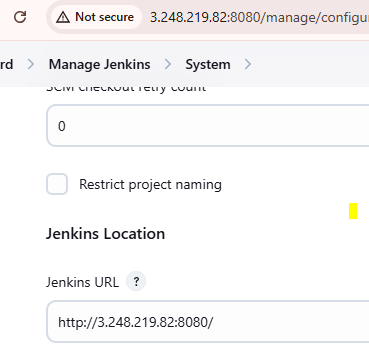 Not secure 3.248.219.82:8080/manage/configu
rd > Manage Jenkins > System >
SCM checkout retry count
0
Restrict project naming
Jenkins Location
Jenkins URL ?
http://3.248.219.82:8080/